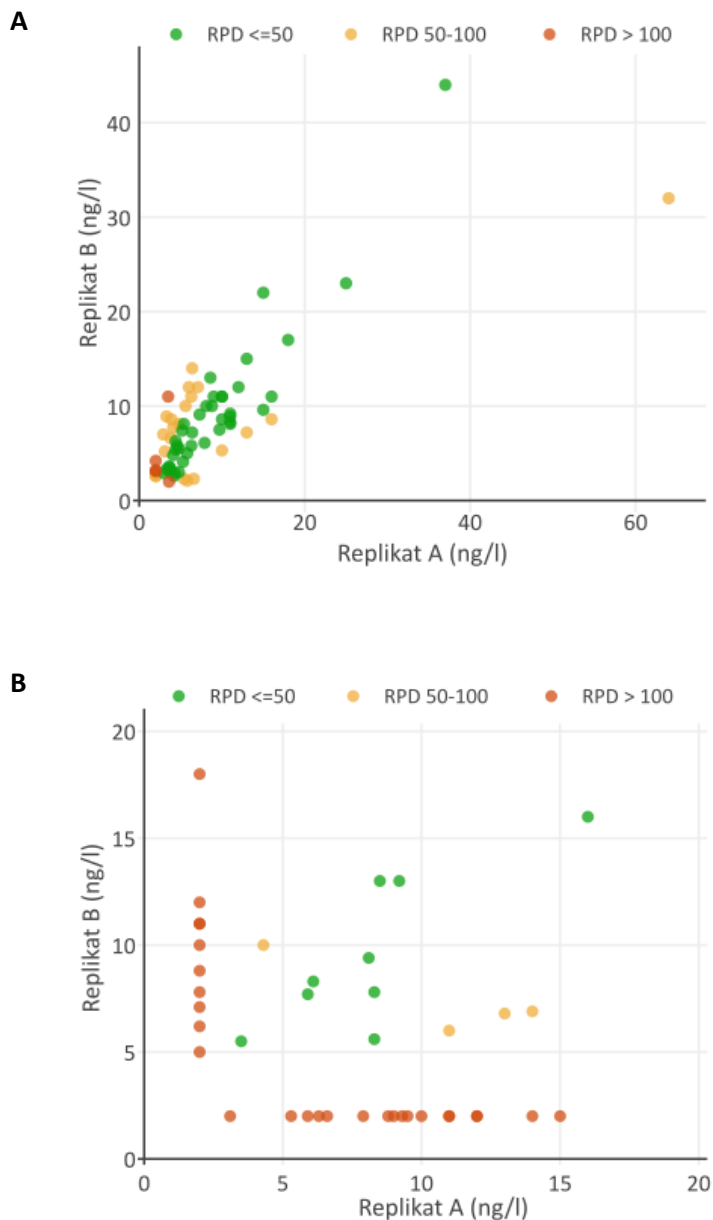 A
RPD <=50 RPD 50-100 RPD > 100
40
30
20
10
0
0 20 40 60
Replikat B (ng/l)
Replikat A (ng/l)
B
RPD <=50 RPD 50-100 RPD > 100
20
15
10
5
0
0 5 10 15 20
Replikat B (ng/l)
Replikat A (ng/l)